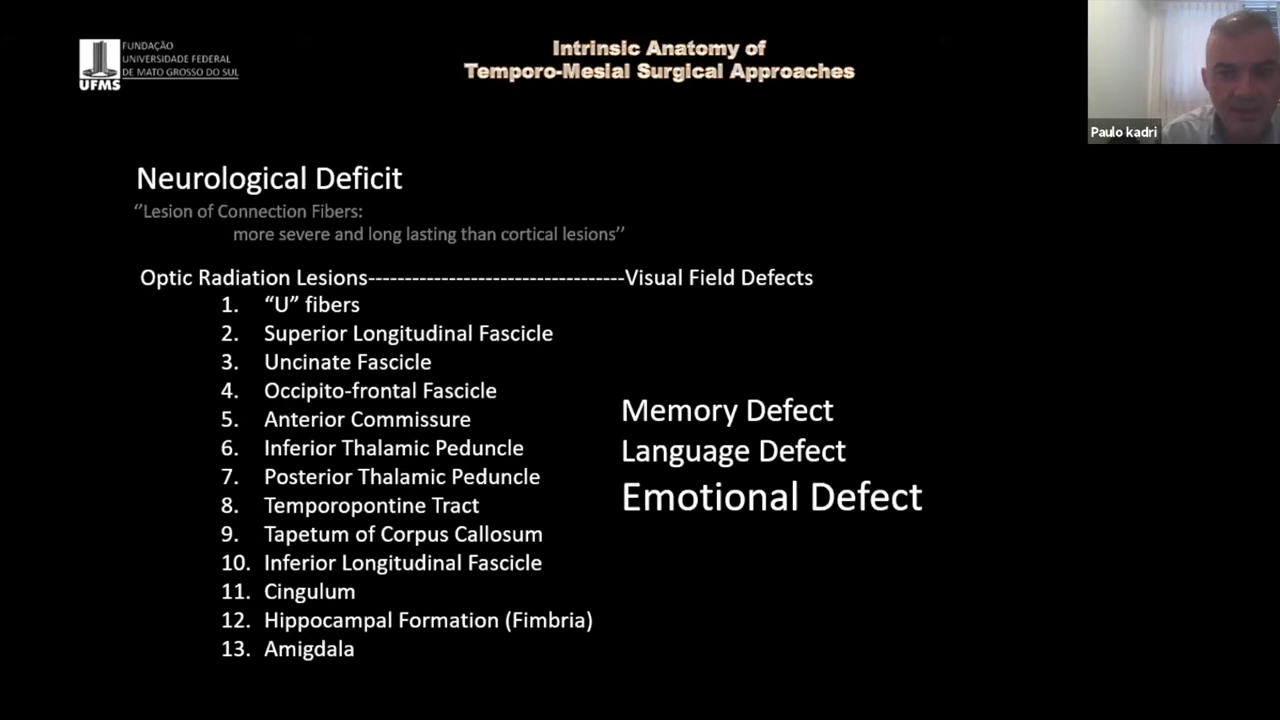 FUNDAÇÃO
UNIVERSIDADE FEDERAL
DE MATO GROSSO DO SUL
UFMS
Intrinsic Anatomy of
Temporo-Mesial Surgical Approaches
Paulo kadri
Neurological Deficit
‘’Lesion of Connection Fibers:
more severe and long lasting than cortical lesions’’
Optic Radiation Lesions----------------------------------Visual Field Defects
1. “U” fibers
2. Superior Longitudinal Fascicle
3. Uncinate Fascicle
4. Occipito-frontal Fascicle
5. Anterior Commissure
6. Inferior Thalamic Peduncle
7. Posterior Thalamic Peduncle
8. Temporopontine Tract
9. Tapetum of Corpus Callosum
10. Inferior Longitudinal Fascicle
11. Cingulum
12. Hippocampal Formation (Fimbria)
13. Amigdala
Memory Defect
Language Defect
Emotional Defect